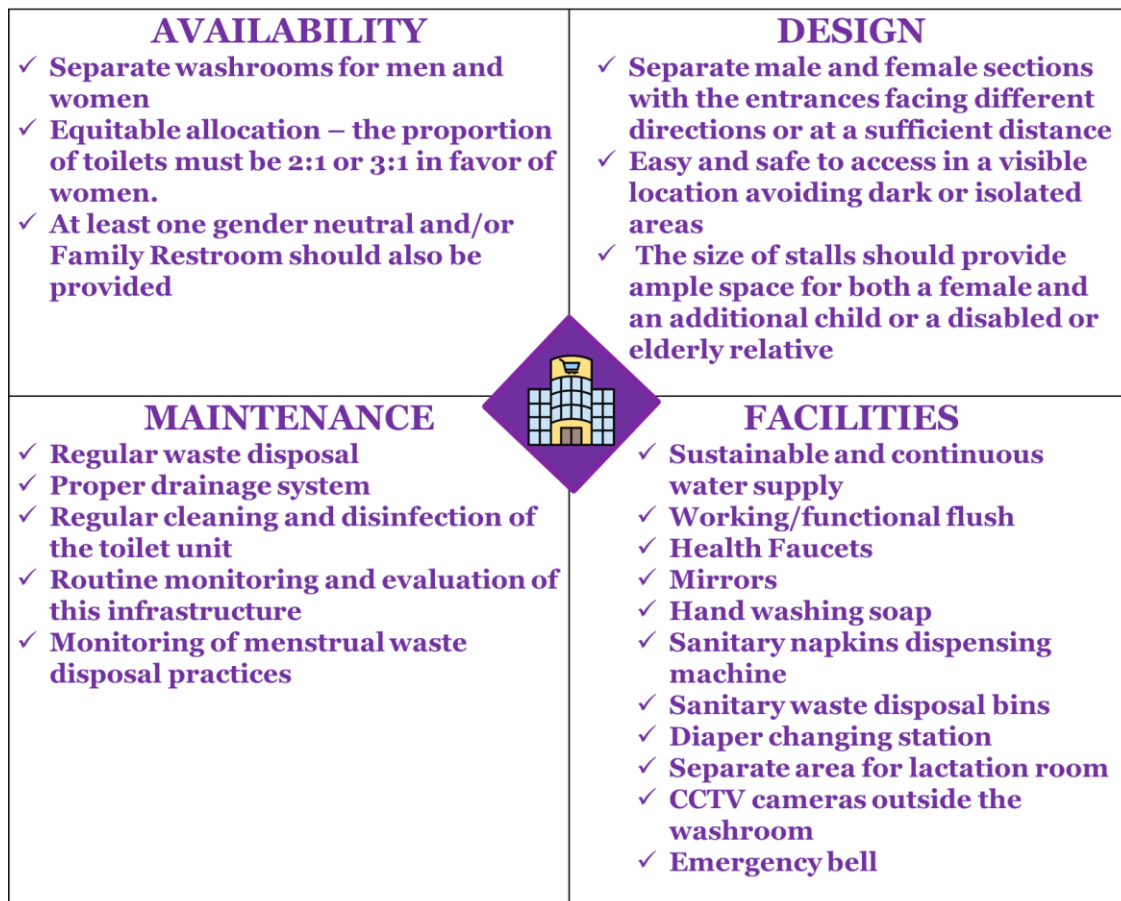 AVAILABILITY
✓ Separate washrooms for men and
women
✓ Equitable allocation – the proportion
of toilets must be 2:1 or 3:1 in favor of
women.
✓ At least one gender neutral and/or
Family Restroom should also be
provided
DESIGN
✓ Separate male and female sections
with the entrances facing different
directions or at a sufficient distance
✓ Easy and safe to access in a visible
location avoiding dark or isolated
areas
✓ The size of stalls should provide
ample space for both a female and
an additional child or a disabled or
elderly relative
MAINTENANCE
✓ Regular waste disposal
✓ Proper drainage system
✓ Regular cleaning and disinfection of
the toilet unit
✓ Routine monitoring and evaluation of
this infrastructure
✓ Monitoring of menstrual waste
disposal practices
FACILITIES
✓ Sustainable and continuous
water supply
✓ Working/functional flush
✓ Health Faucets
✓ Mirrors
✓ Hand washing soap
✓ Sanitary napkins dispensing
machine
✓ Sanitary waste disposal bins
✓ Diaper changing station
✓ Separate area for lactation room
✓ CCTV cameras outside the
washroom
✓ Emergency bell